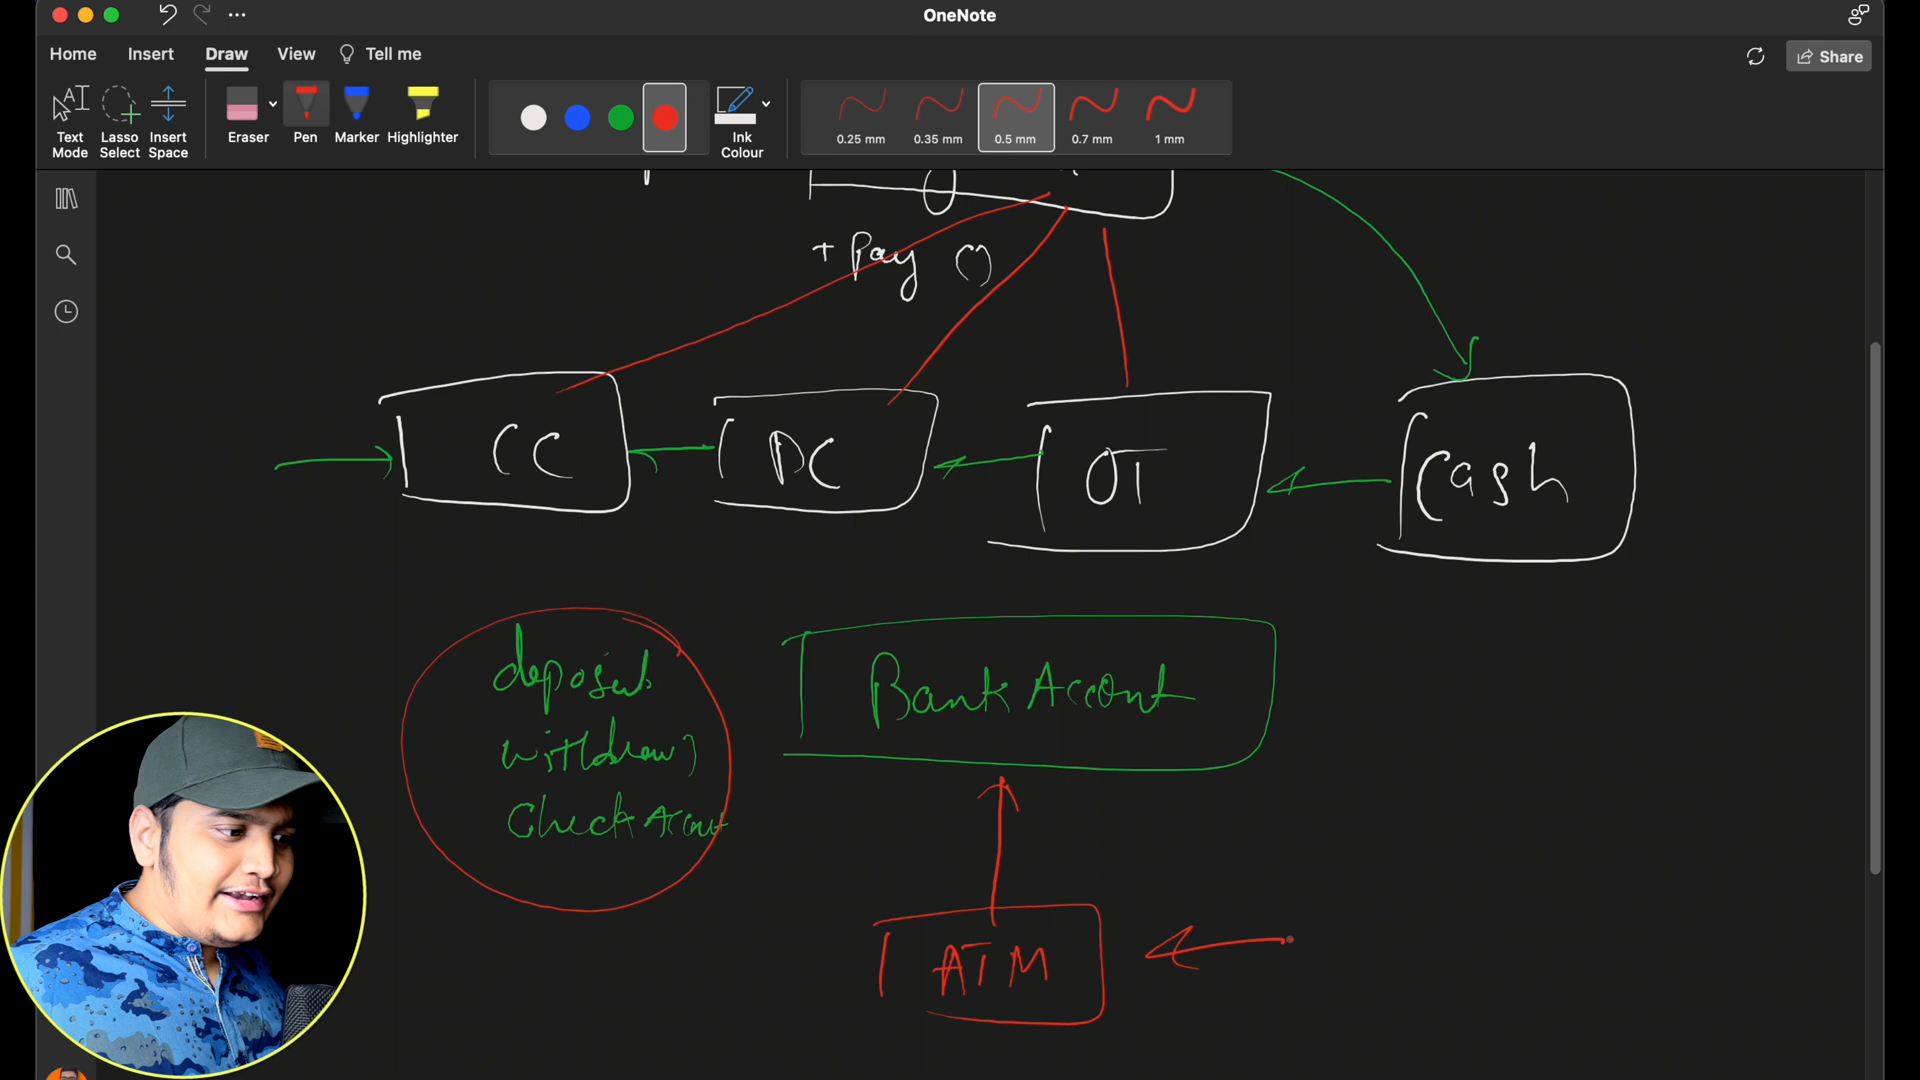 OneNote
Home Insert Draw View Tell me
Share
Text Mode
Lasso Select
Insert Space
Eraser
Pen
Marker
Highlighter
Ink Colour
0.25 mm
0.35 mm
0.5 mm
0.7 mm
1 mm
+ Pay ()
CC
DC
OT
Cash
deposit
withdraw)
Check Acount
Bank Accont
ATM